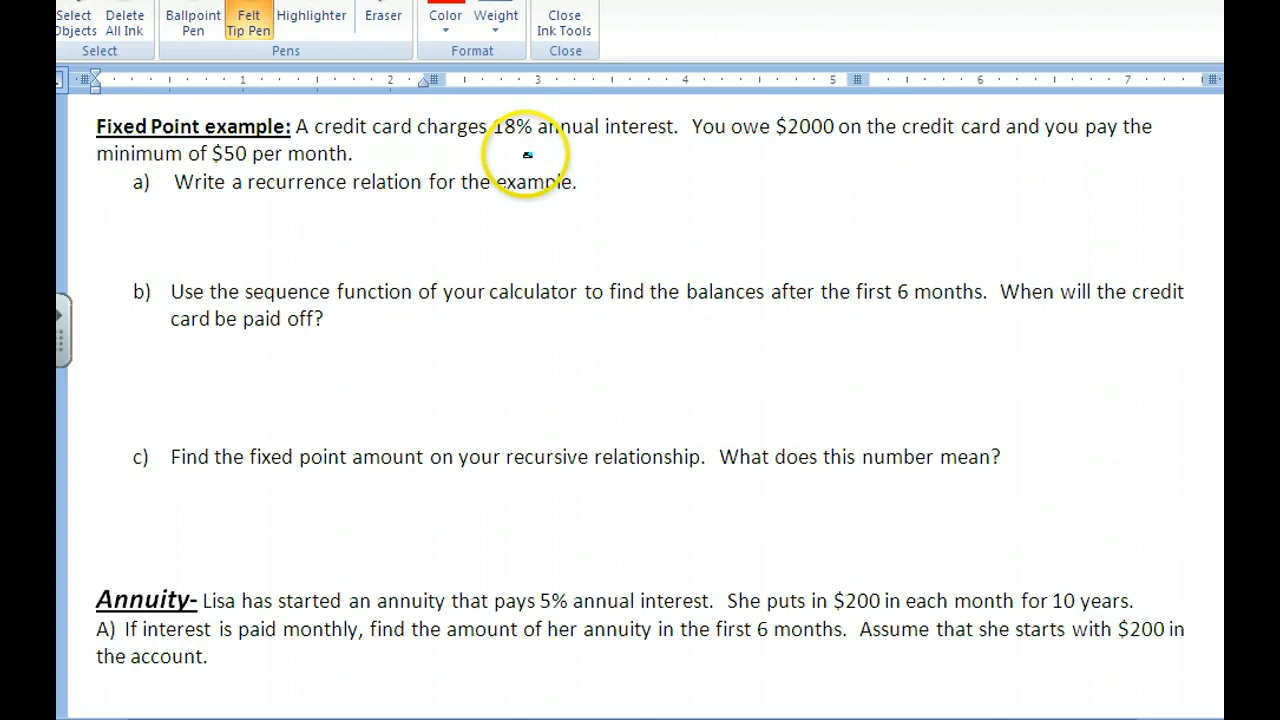 Select Delete Ballpoint Felt Highlighter Eraser Color Weight Close
Objects All Ink Pen Tip Pen Ink Tools
Select Pens Format Close
1 2 3 4 5 6 7
Fixed Point example: A credit card charges 18% annual interest. You owe $2000 on the credit card and you pay the
minimum of $50 per month.
a) Write a recurrence relation for the example.
b) Use the sequence function of your calculator to find the balances after the first 6 months. When will the credit
card be paid off?
c) Find the fixed point amount on your recursive relationship. What does this number mean?
Annuity- Lisa has started an annuity that pays 5% annual interest. She puts in $200 in each month for 10 years.
A) If interest is paid monthly, find the amount of her annuity in the first 6 months. Assume that she starts with $200 in
the account.